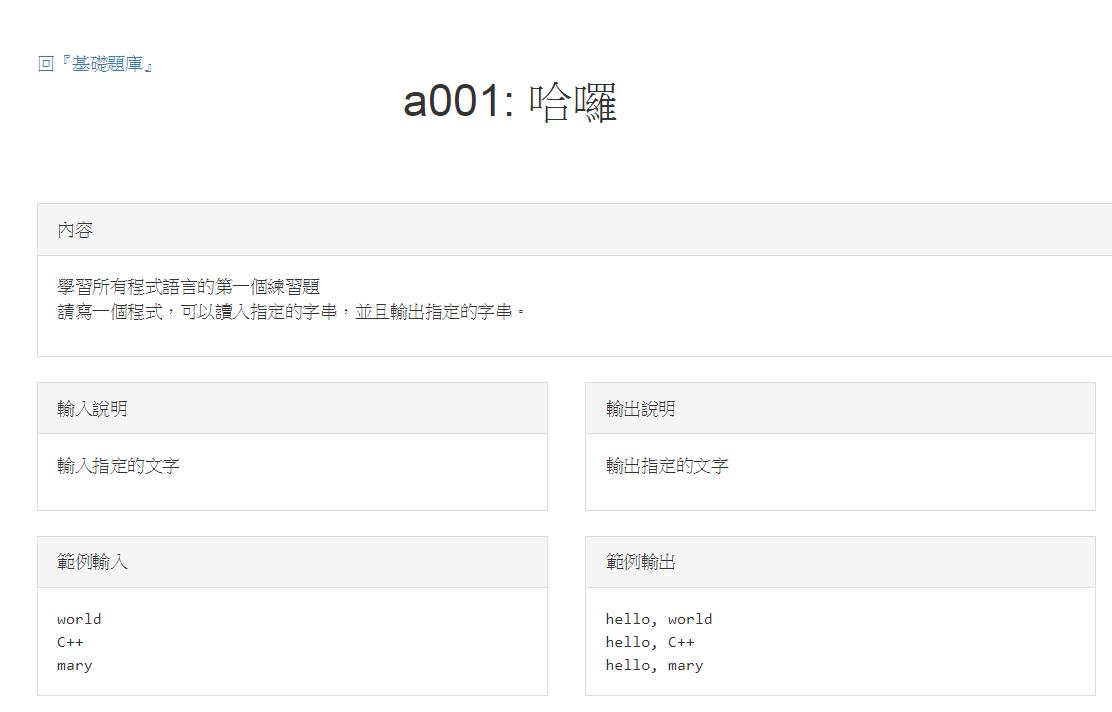 回『基礎題庫』
a001: 哈囉
內容
學習所有程式語言的第一個練習題
請寫一個程式，可以讀入指定的字串，並且輸出指定的字串。
輸入說明
輸入指定的文字
輸出說明
輸出指定的文字
範例輸入
world
C++
mary
範例輸出
hello, world
hello, C++
hello, mary